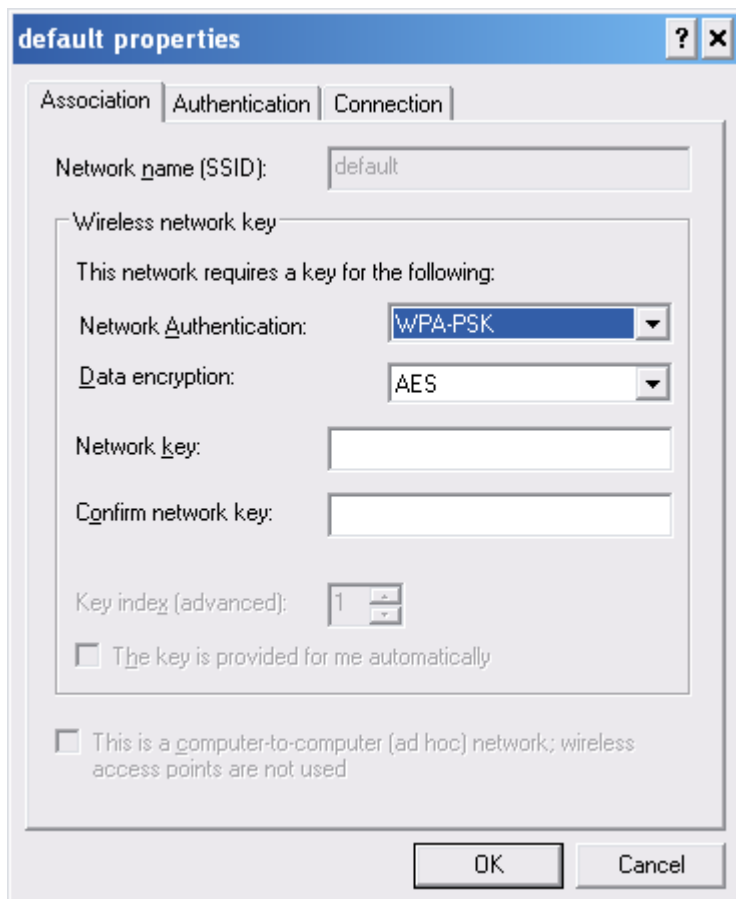 default properties
Association Authentication Connection
Network name (SSID): default
Wireless network key
This network requires a key for the following:
Network Authentication: WPA-PSK
Data encryption: AES
Network key:
Confirm network key:
Key index (advanced): 1
The key is provided for me automatically
This is a computer-to-computer (ad hoc) network; wireless
access points are not used
OK Cancel